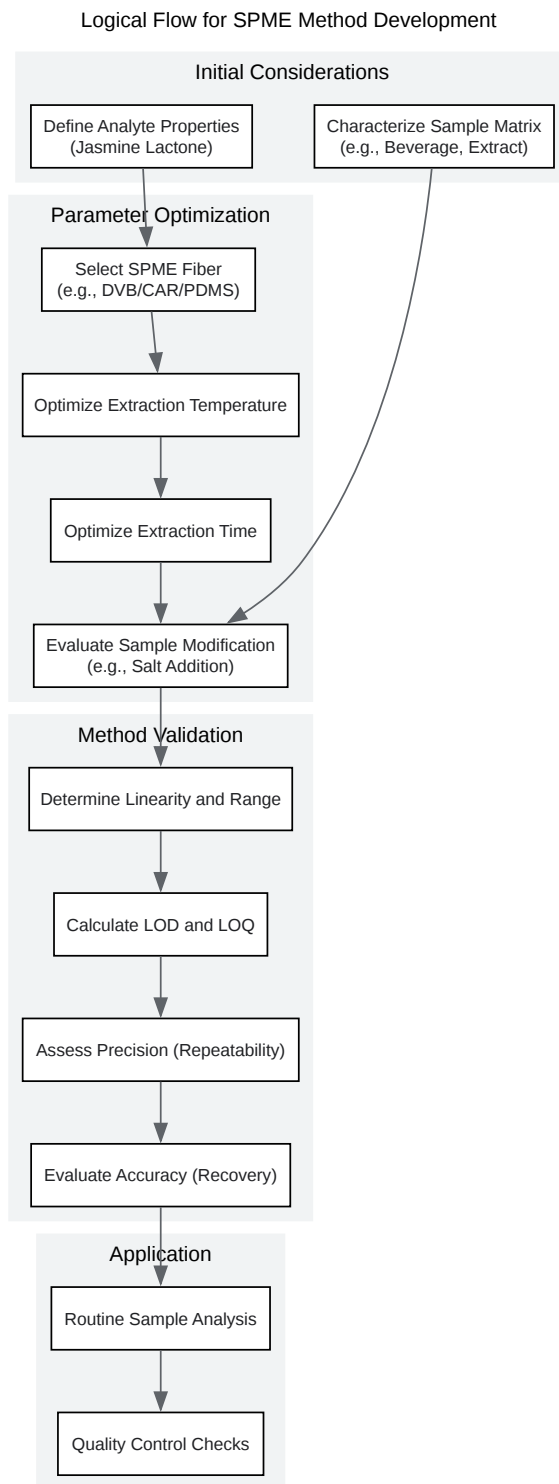 Logical Flow for SPME Method Development
Initial Considerations
Define Analyte Properties
(Jasmine Lactone)
Characterize Sample Matrix
(e.g., Beverage, Extract)
Parameter Optimization
Select SPME Fiber
(e.g., DVB/CAR/PDMS)
Optimize Extraction Temperature
Optimize Extraction Time
Evaluate Sample Modification
(e.g., Salt Addition)
Method Validation
Determine Linearity and Range
Calculate LOD and LOQ
Assess Precision (Repeatability)
Evaluate Accuracy (Recovery)
Application
Routine Sample Analysis
Quality Control Checks